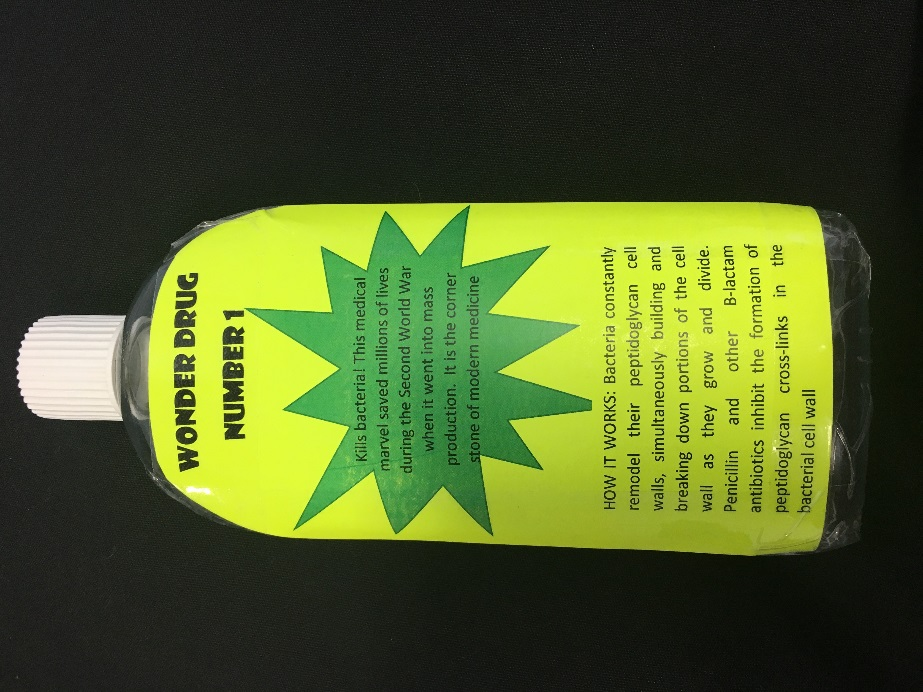 WONDER DRUG
NUMBER 1
Kills bacteria! This medical
marvel saved millions of lives
during the Second World War
when it went into mass
production. It is the corner
stone of modern medicine
HOW IT WORKS: Bacteria constantly
remodel their peptidoglycan cell
walls, simultaneously building and
breaking down portions of the cell
wall as they grow and divide.
Penicillin and other B-lactam
antibiotics inhibit the formation of
peptidoglycan cross-links in the
bacterial cell wall